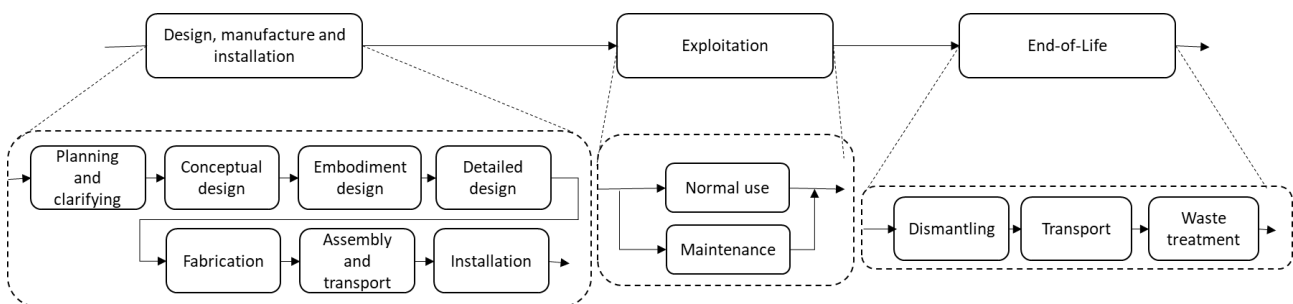 Design, manufacture and
installation
Exploitation
End-of-Life
Planning
and
clarifying
Conceptual
design
Embodiment
design
Detailed
design
Fabrication
Assembly
and
transport
Installation
Normal use
Maintenance
Dismantling
Transport
Waste
treatment